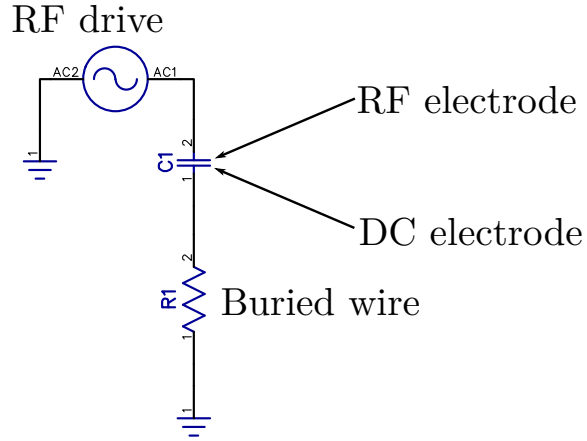 RF drive
AC2
AC1
1
2
C1
1
RF electrode
DC electrode
2
R1
1
Buried wire
1